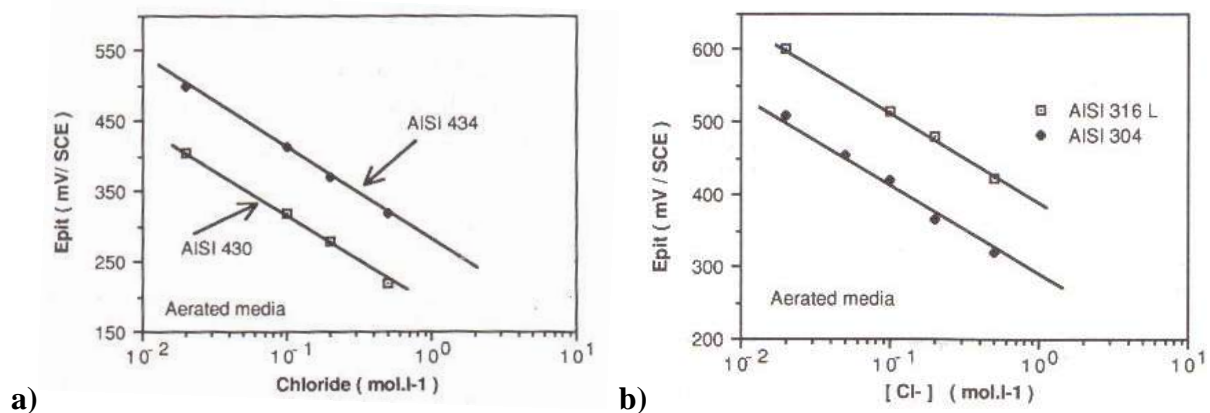 Epit ( mV/ SCE)
550
450
350
250
150
AISI 434
AISI 430
Aerated media
10-2
10-1
100
101
Chloride ( mol.l-1)
a)
Epit ( mV / SCE)
600
500
400
300
200
AISI 316 L
AISI 304
Aerated media
10-2
10-1
100
101
[ Cl- ] ( mol.l-1)
b)